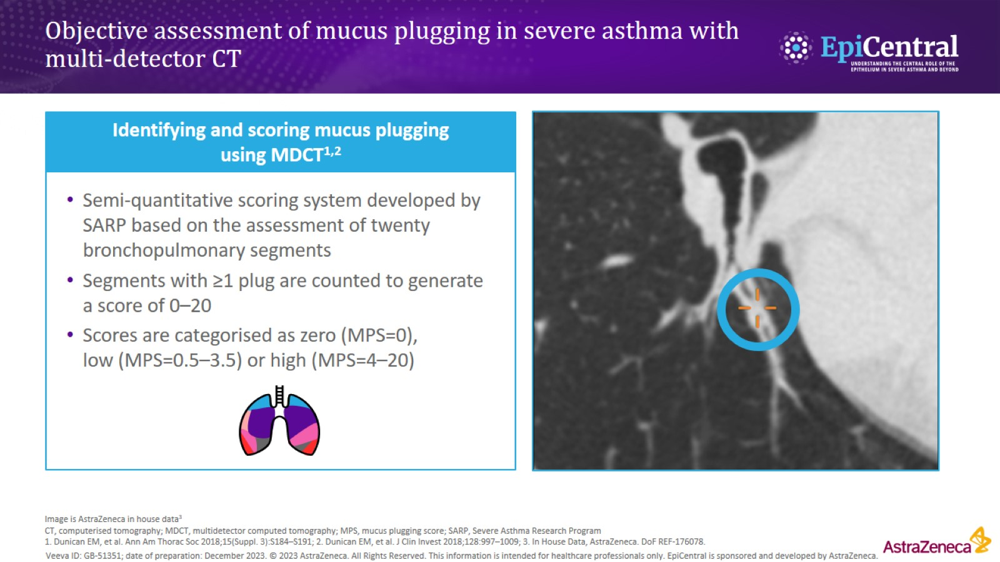 Objective assessment of mucus plugging in severe asthma with
multi-detector CT
EpiCentral
UNDERSTANDING THE CENTRAL ROLE OF THE
EPITHELIUM IN SEVERE ASTHMA AND BEYOND
Identifying and scoring mucus plugging
using MDCT1,2
• Semi-quantitative scoring system developed by
SARP based on the assessment of twenty
bronchopulmonary segments
• Segments with ≥1 plug are counted to generate
a score of 0–20
• Scores are categorised as zero (MPS=0),
low (MPS=0.5–3.5) or high (MPS=4–20)
Image is AstraZeneca in house data3
CT, computerised tomography; MDCT, multidetector computed tomography; MPS, mucus plugging score; SARP, Severe Asthma Research Program
1. Dunican EM, et al. Ann Am Thorac Soc 2018;15(Suppl. 3):S184–S191; 2. Dunican EM, et al. J Clin Invest 2018;128:997–1009; 3. In House Data, AstraZeneca. DoF REF-176078.
Veeva ID: GB-51351; date of preparation: December 2023. © 2023 AstraZeneca. All Rights Reserved. This information is intended for healthcare professionals only. EpiCentral is sponsored and developed by AstraZeneca.
AstraZeneca